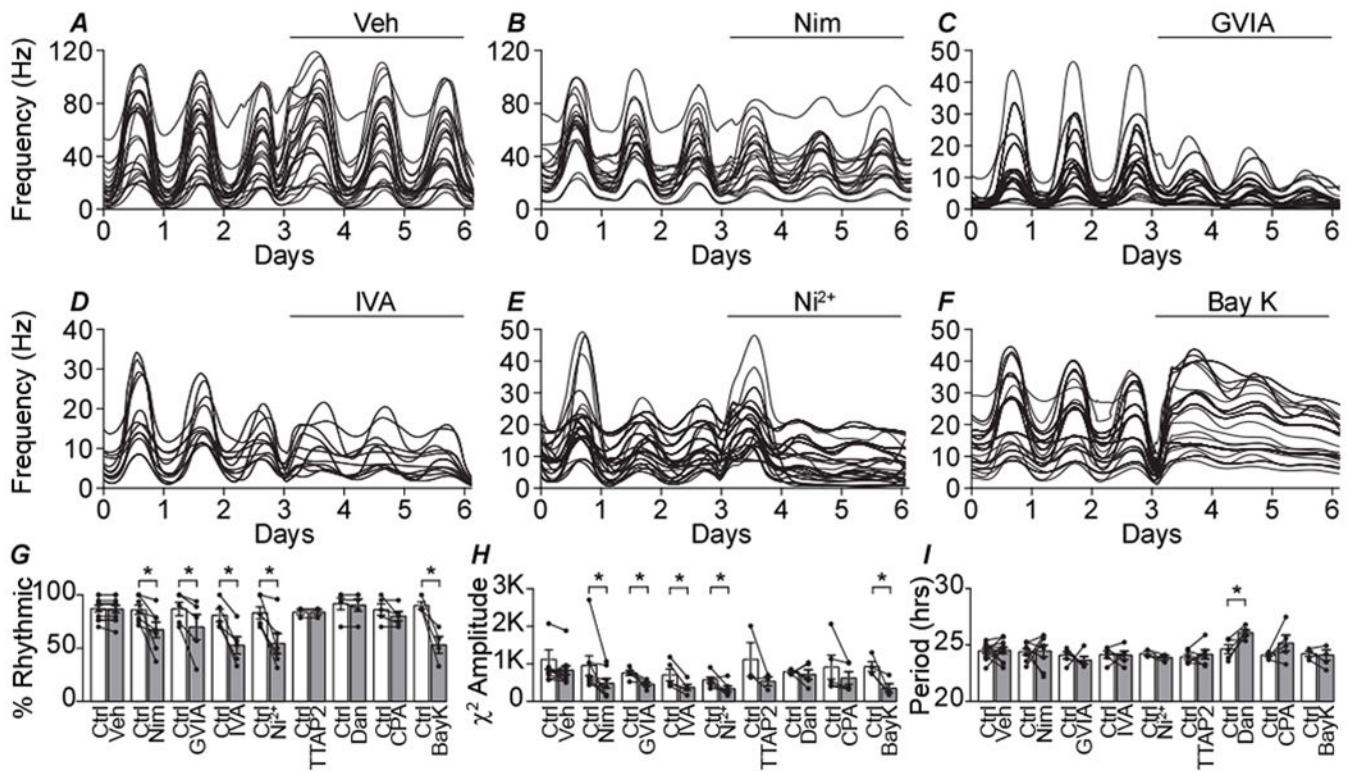 A Veh
B Nim
C GVIA
Frequency (Hz)
120
80
40
0
0 1 2 3 4 5 6
Days
120
80
40
0
0 1 2 3 4 5 6
Days
50
40
30
20
10
0
0 1 2 3 4 5 6
Days
D IVA
E Ni²⁺
F Bay K
Frequency (Hz)
40
30
20
10
0
0 1 2 3 4 5 6
Days
50
40
30
20
10
0
0 1 2 3 4 5 6
Days
50
40
30
20
10
0
0 1 2 3 4 5 6
Days
G
% Rhythmic
100
50
0
* * * * *
Ctrl Veh Ctrl Nim Ctrl GVIA Ctrl IVA Ctrl Ni²⁺ Ctrl TTAP2 Ctrl Dan Ctrl CPA Ctrl BayK
H
χ² Amplitude
3K
2K
1K
0
* * * * *
Ctrl Veh Ctrl Nim Ctrl GVIA Ctrl IVA Ctrl Ni²⁺ Ctrl TTAP2 Ctrl Dan Ctrl CPA Ctrl BayK
I
Period (hrs)
30
25
20
*
Ctrl Veh Ctrl Nim Ctrl GVIA Ctrl IVA Ctrl Ni²⁺ Ctrl TTAP2 Ctrl Dan Ctrl CPA Ctrl BayK